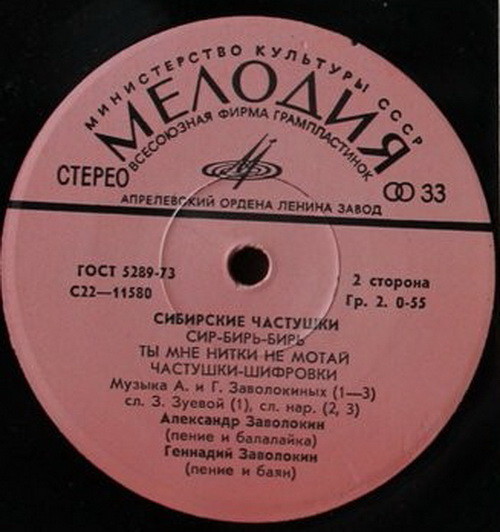 МИНИСТЕРСТВО КУЛЬТУРЫ СССР
МЕЛОДИЯ
ВСЕСОЮЗНАЯ ФИРМА ГРАМПЛАСТИНОК
СТЕРЕО
33
АПРЕЛЕВСКИЙ ОРДЕНА ЛЕНИНА ЗАВОД
ГОСТ 5289-73
С22—11580
2 сторона
Гр. 2. 0-55
СИБИРСКИЕ ЧАСТУШКИ
СИР-БИРЬ-БИРЬ
ТЫ МНЕ НИТКИ НЕ МОТАЙ
ЧАСТУШКИ-ШИФРОВКИ
Музыка А. и Г. Заволокиных (1—3)
сл. З. Зуевой (1), сл. нар. (2, 3)
Александр Заволокин
(пение и балалайка)
Геннадий Заволокин
(пение и баян)